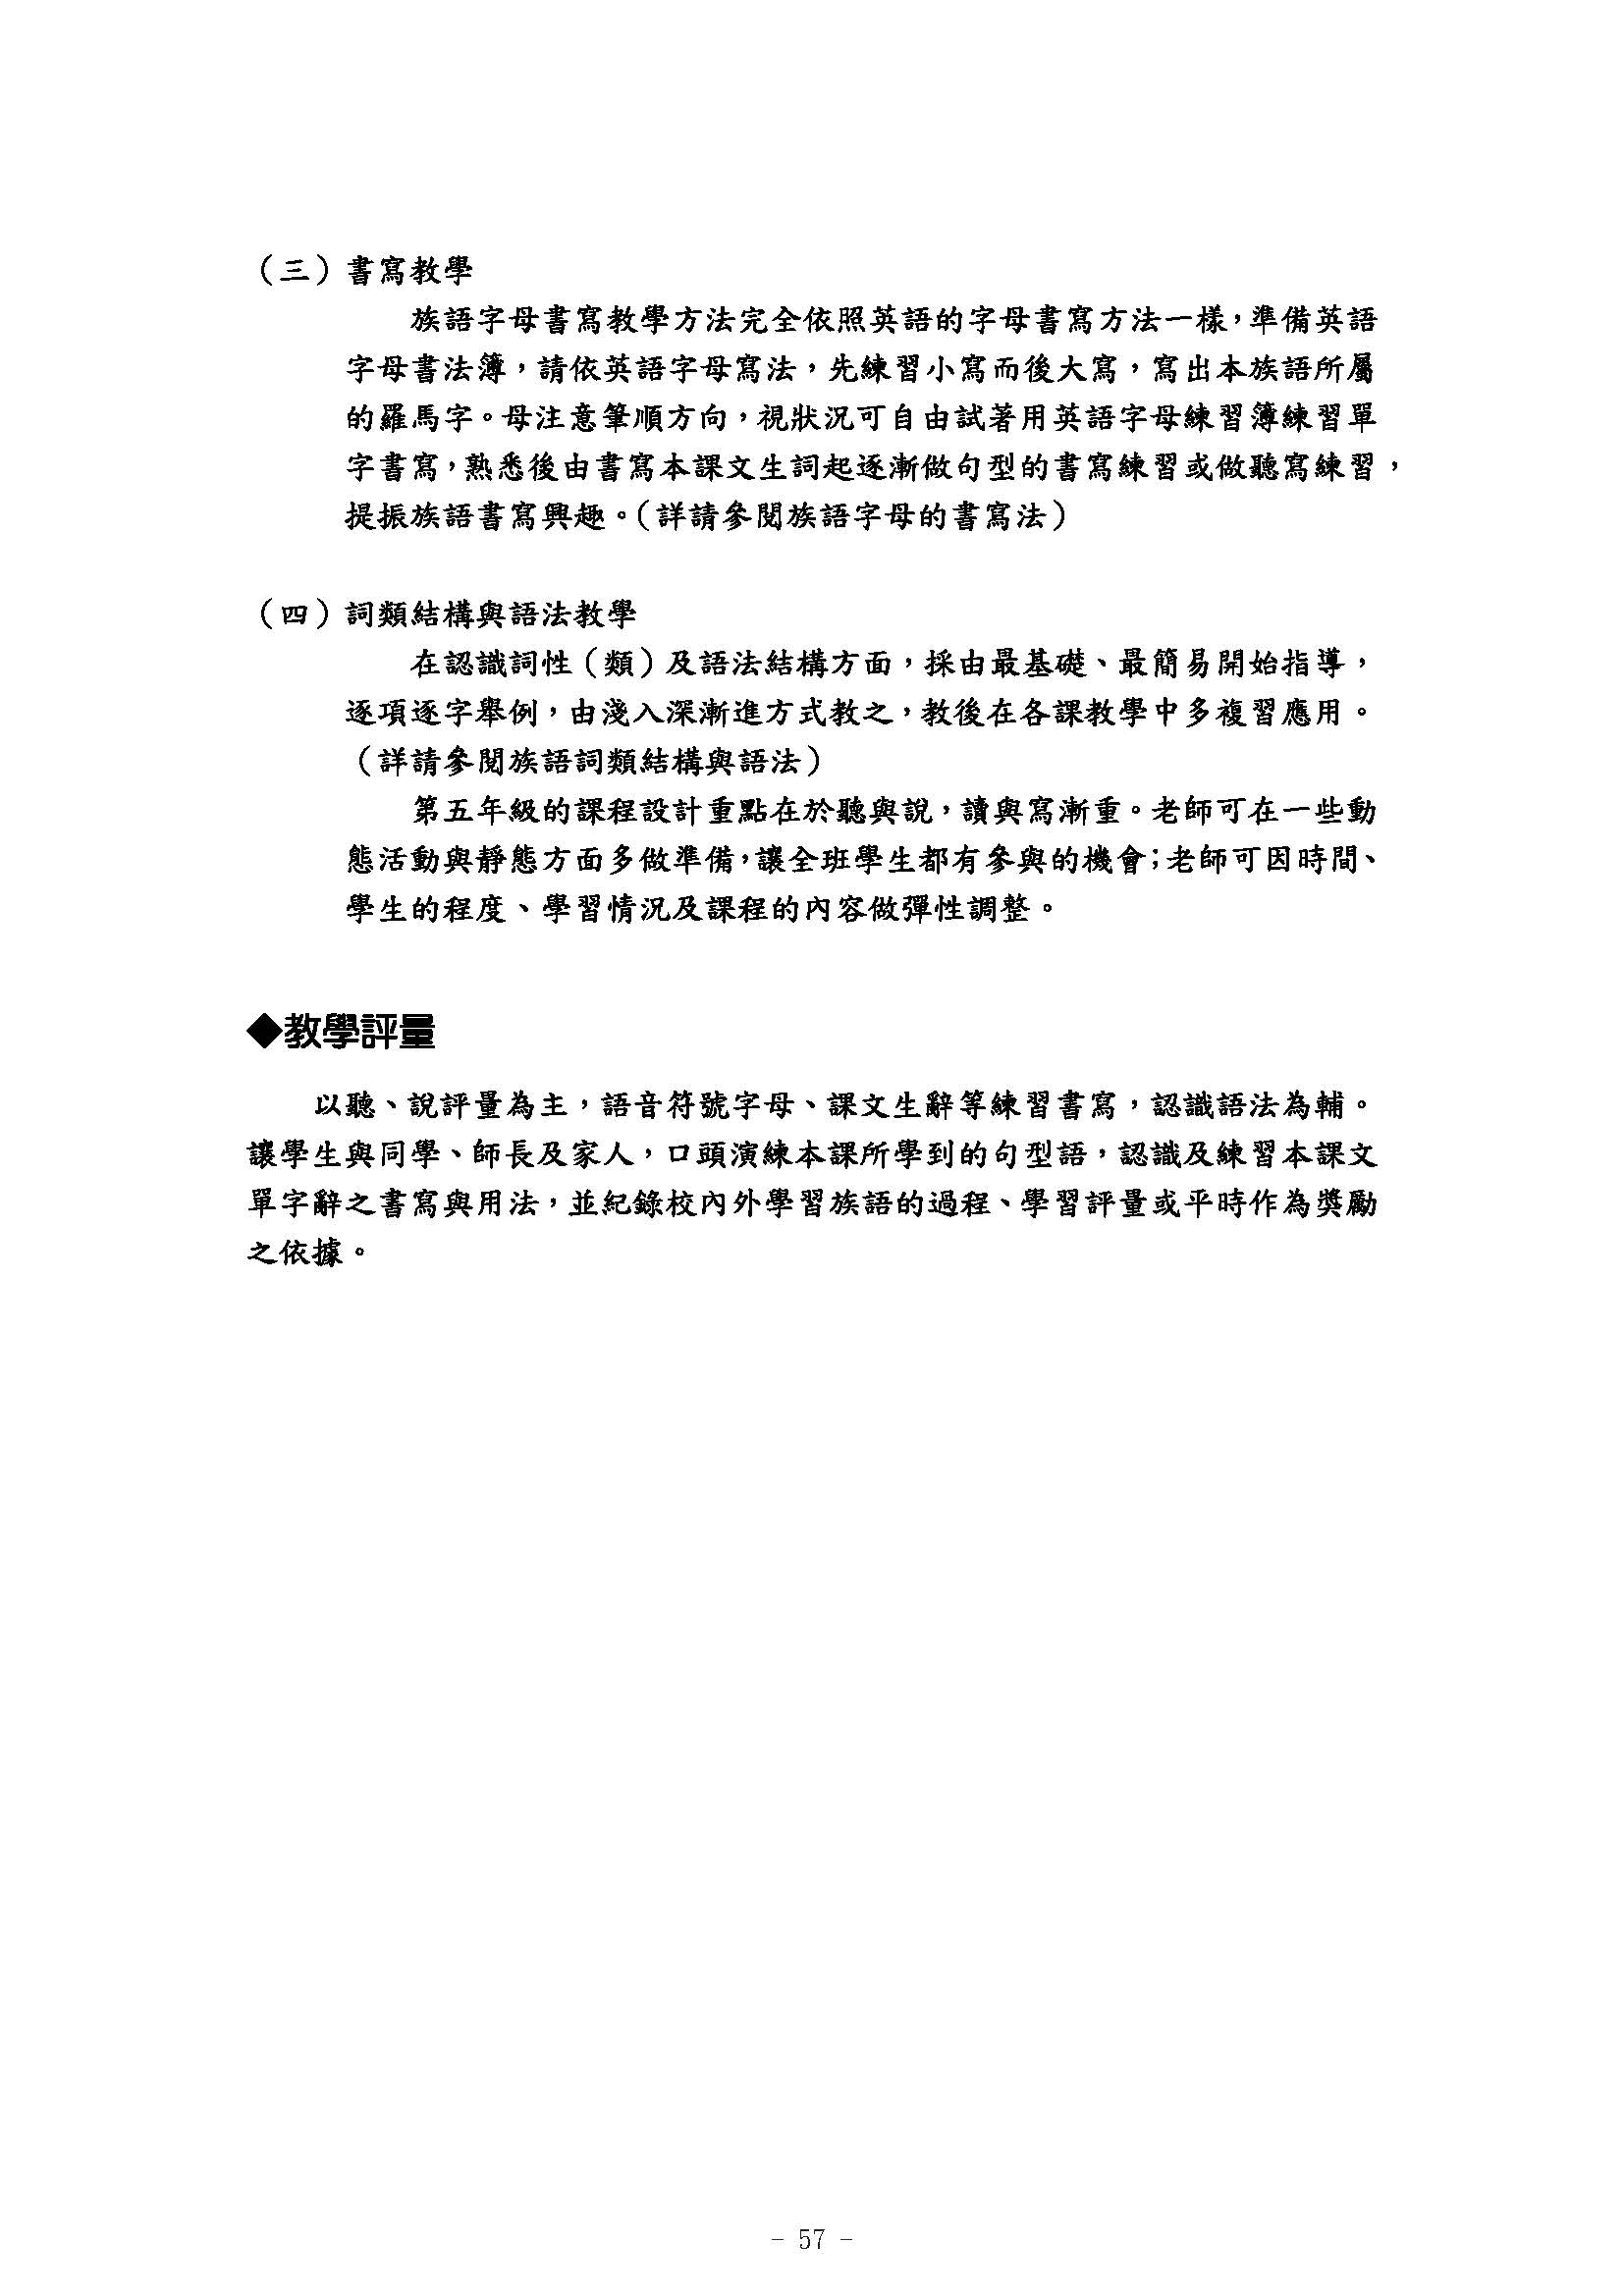 （三）書寫教學
族語字母書寫教學方法完全依照英語的字母書寫方法一樣，準備英語
字母書法簿，請依英語字母寫法，先練習小寫而後大寫，寫出本族語所屬
的羅馬字。母注意筆順方向，視狀況可自由試著用英語字母練習簿練習單
字書寫，熟悉後由書寫本課文生詞起逐漸做句型的書寫練習或做聽寫練習，
提振族語書寫興趣。（詳請參閱族語字母的書寫法）
（四）詞類結構與語法教學
在認識詞性（類）及語法結構方面，採由最基礎、最簡易開始指導，
逐項逐字舉例，由淺入深漸進方式教之，教後在各課教學中多複習應用。
（詳請參閱族語詞類結構與語法）
第五年級的課程設計重點在於聽與說，讀與寫漸重。老師可在一些動
態活動與靜態方面多做準備，讓全班學生都有參與的機會；老師可因時間、
學生的程度、學習情況及課程的內容做彈性調整。
◆教學評量
以聽、說評量為主，語音符號字母、課文生辭等練習書寫，認識語法為輔。
讓學生與同學、師長及家人，口頭演練本課所學到的句型語，認識及練習本課文
單字辭之書寫與用法，並紀錄校內外學習族語的過程、學習評量或平時作為獎勵
之依據。
- 57 -